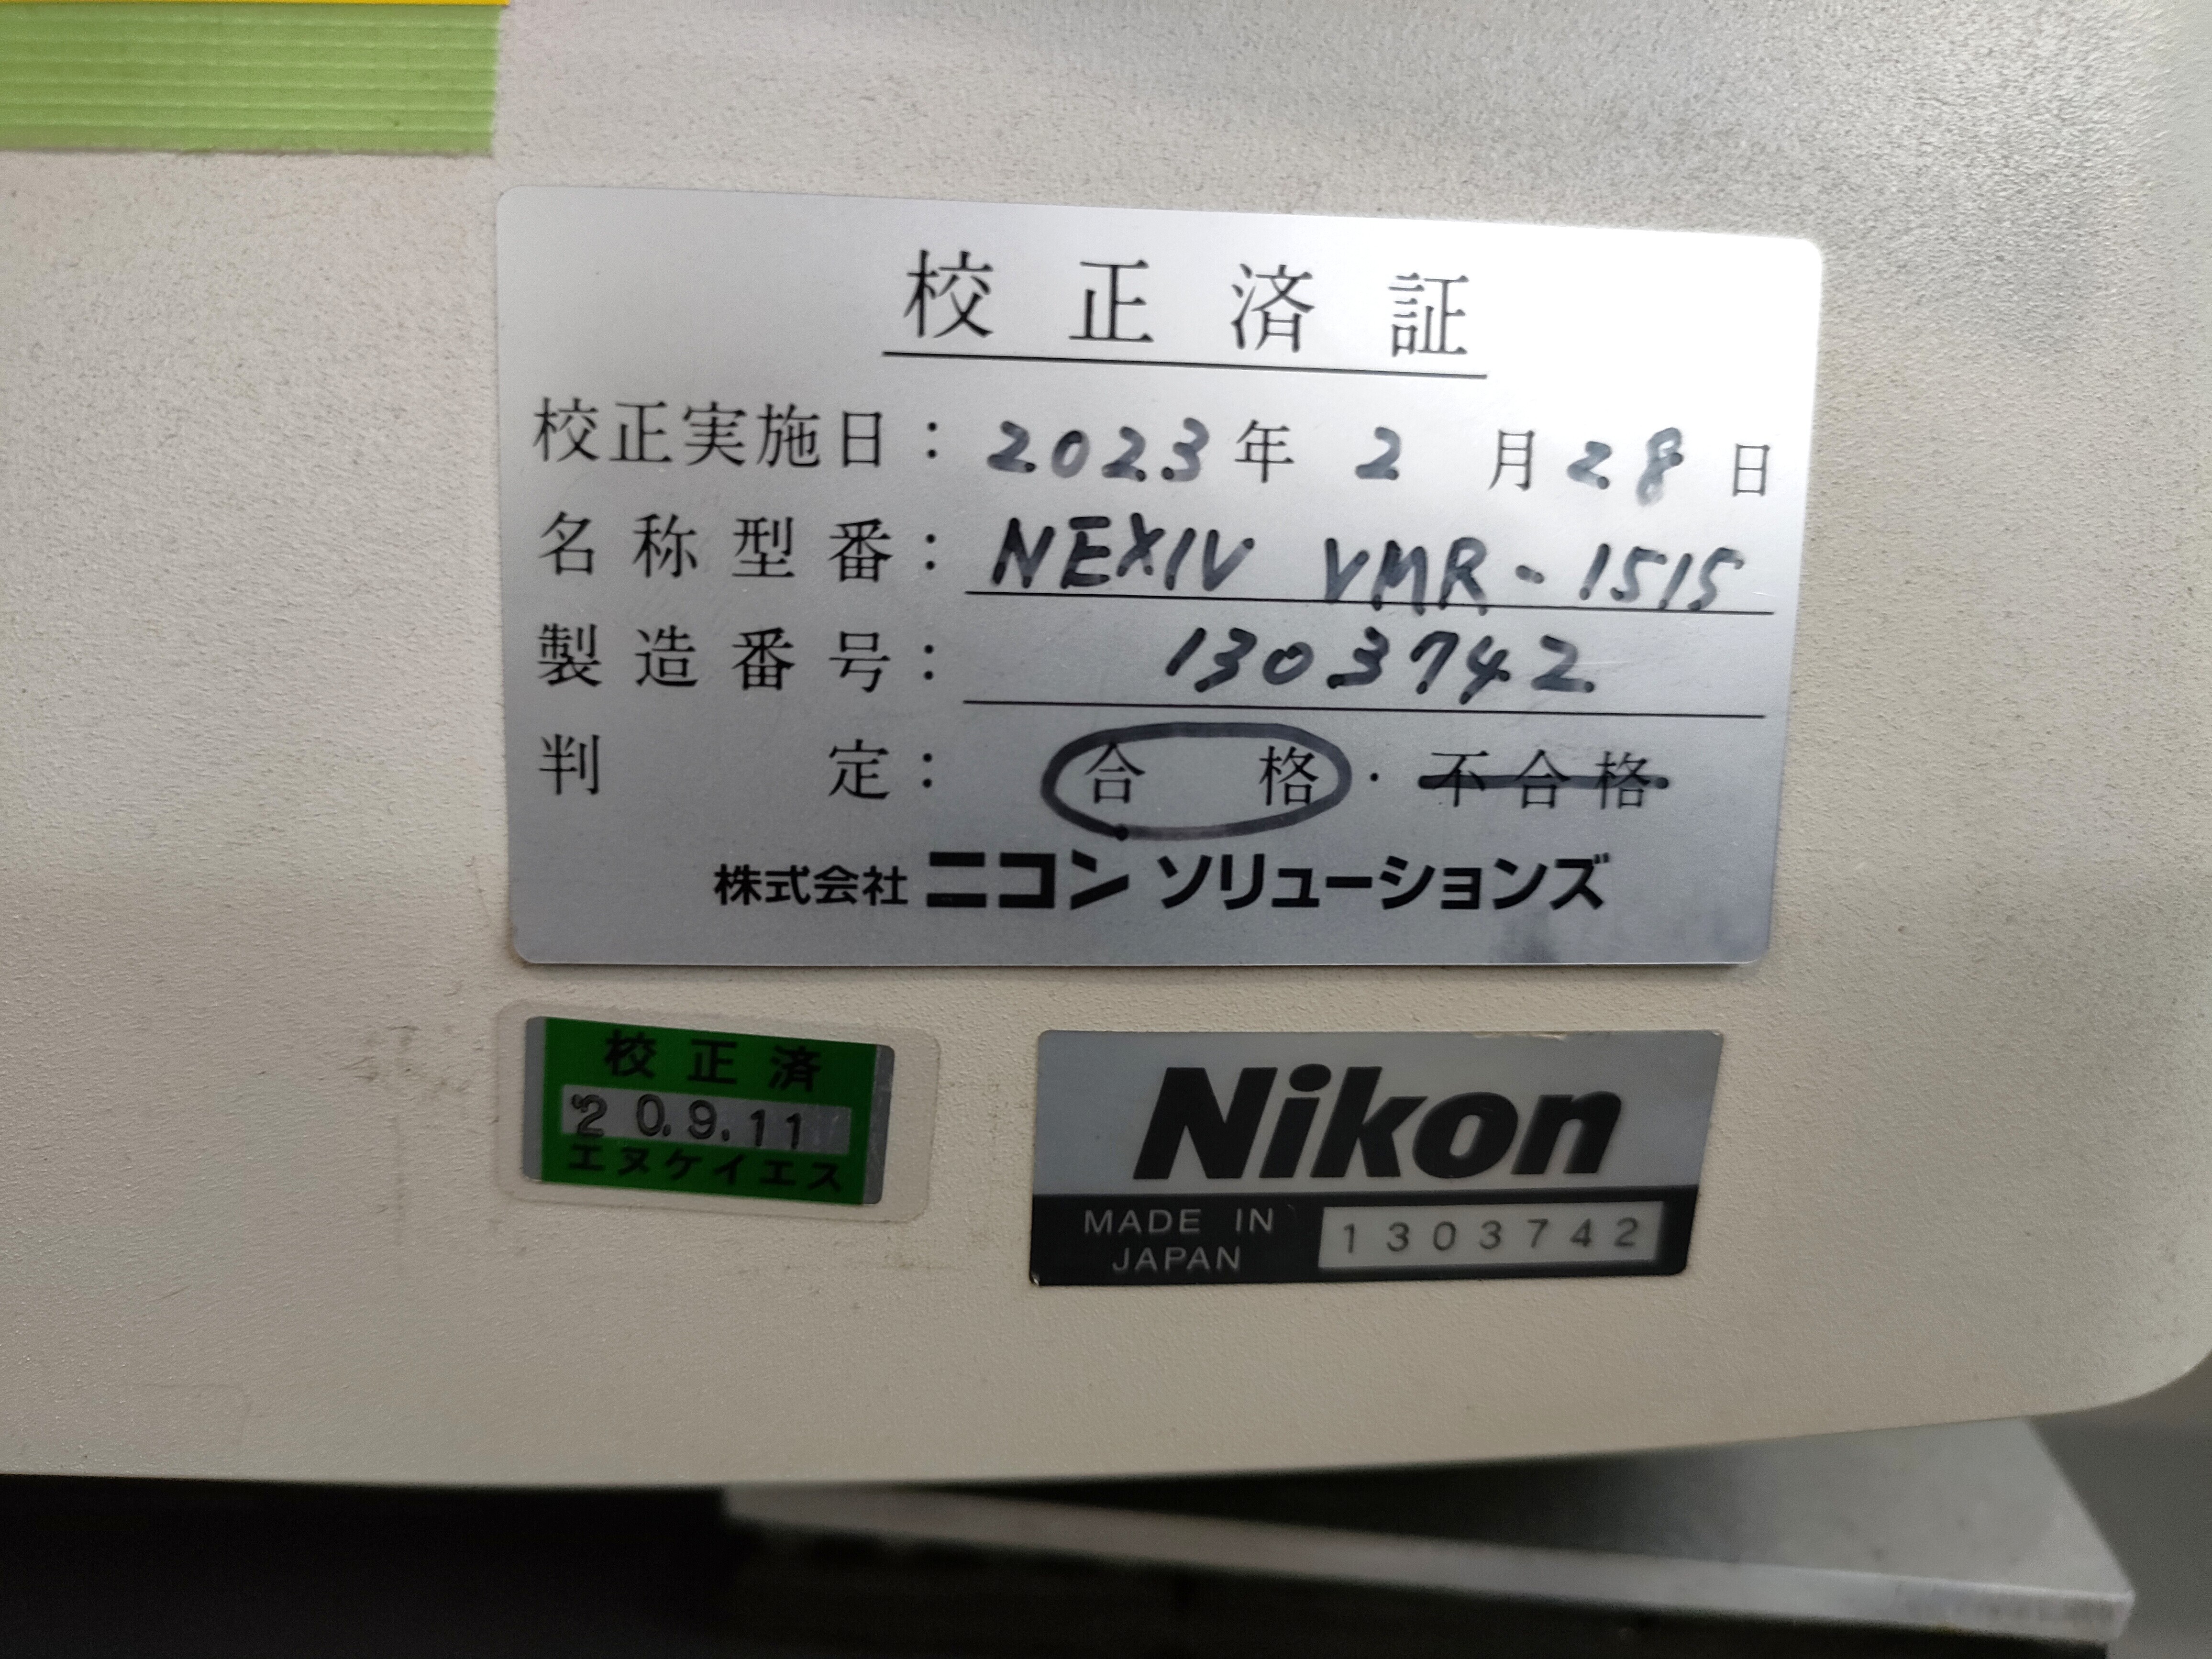 校正済証
校正実施日：2023年 2月28日
名称型番：NEXIV VMR-1515
製造番号：1303742
判定：合格・不合格
株式会社ニコン ソリューションズ
校正済
'20.9.11
エヌケイエス
Nikon
MADE IN
JAPAN
1303742